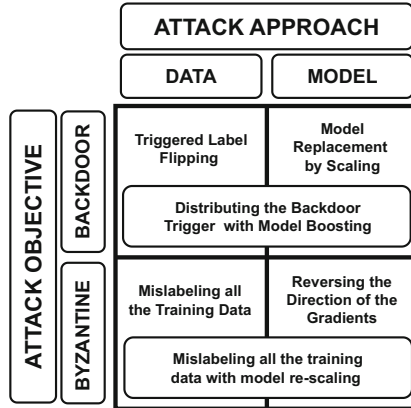 ATTACK APPROACH
DATA
MODEL
ATTACK OBJECTIVE
BACKDOOR
Triggered Label
Flipping
Model
Replacement
by Scaling
Distributing the Backdoor
Trigger with Model Boosting
BYZANTINE
Mislabeling all
the Training Data
Reversing the
Direction of the
Gradients
Mislabeling all the training
data with model re-scaling